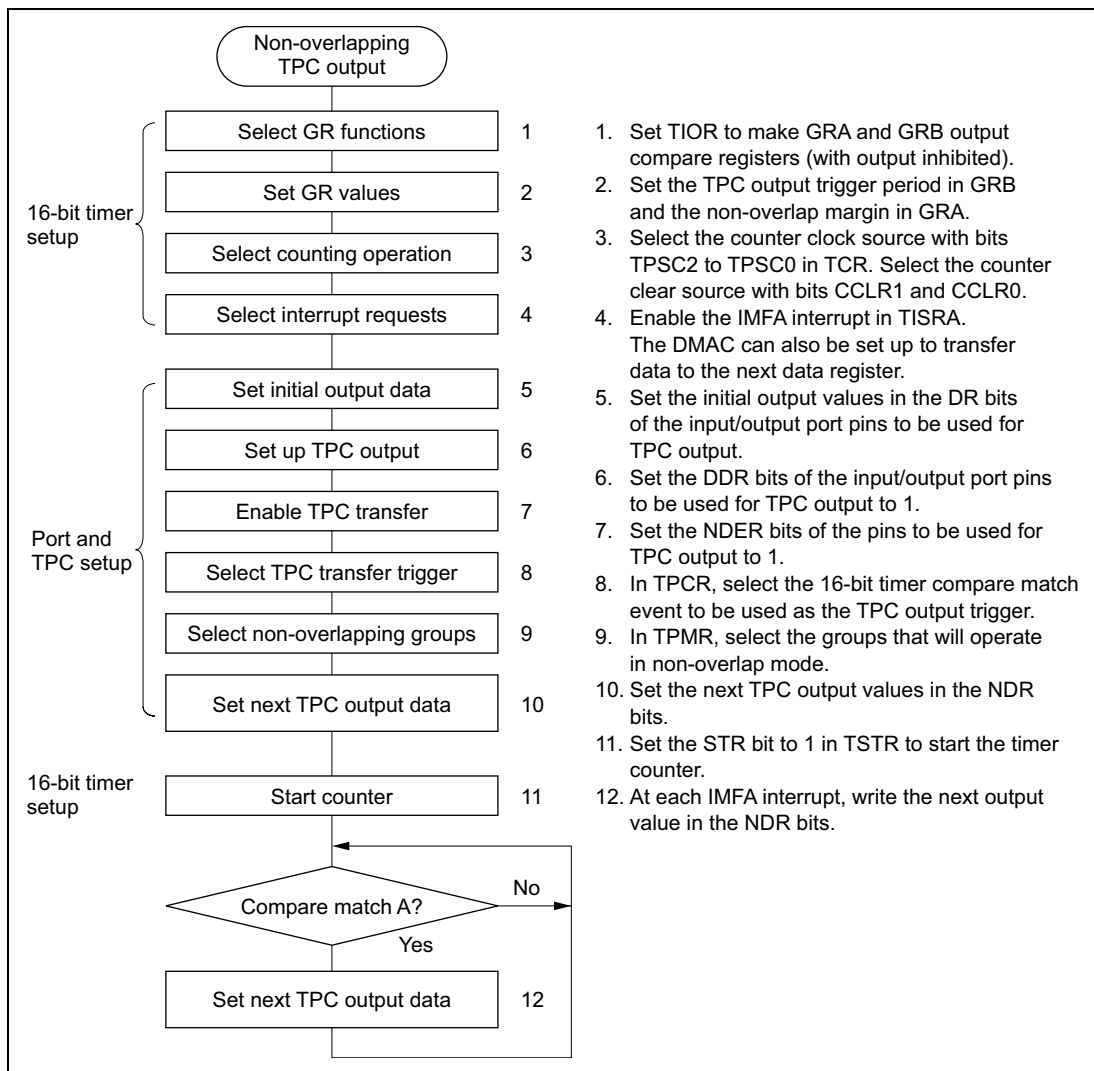 Non-overlapping
TPC output
16-bit timer
setup
Select GR functions 1
Set GR values 2
Select counting operation 3
Select interrupt requests 4
Port and
TPC setup
Set initial output data 5
Set up TPC output 6
Enable TPC transfer 7
Select TPC transfer trigger 8
Select non-overlapping groups 9
Set next TPC output data 10
16-bit timer
setup
Start counter 11
Compare match A?
No
Yes
Set next TPC output data 12
1. Set TIOR to make GRA and GRB output
compare registers (with output inhibited).
2. Set the TPC output trigger period in GRB
and the non-overlap margin in GRA.
3. Select the counter clock source with bits
TPSC2 to TPSC0 in TCR. Select the counter
clear source with bits CCLR1 and CCLR0.
4. Enable the IMFA interrupt in TISRA.
The DMAC can also be set up to transfer
data to the next data register.
5. Set the initial output values in the DR bits
of the input/output port pins to be used for
TPC output.
6. Set the DDR bits of the input/output port pins
to be used for TPC output to 1.
7. Set the NDER bits of the pins to be used for
TPC output to 1.
8. In TPCR, select the 16-bit timer compare match
event to be used as the TPC output trigger.
9. In TPMR, select the groups that will operate
in non-overlap mode.
10. Set the next TPC output values in the NDR
bits.
11. Set the STR bit to 1 in TSTR to start the timer
counter.
12. At each IMFA interrupt, write the next output
value in the NDR bits.